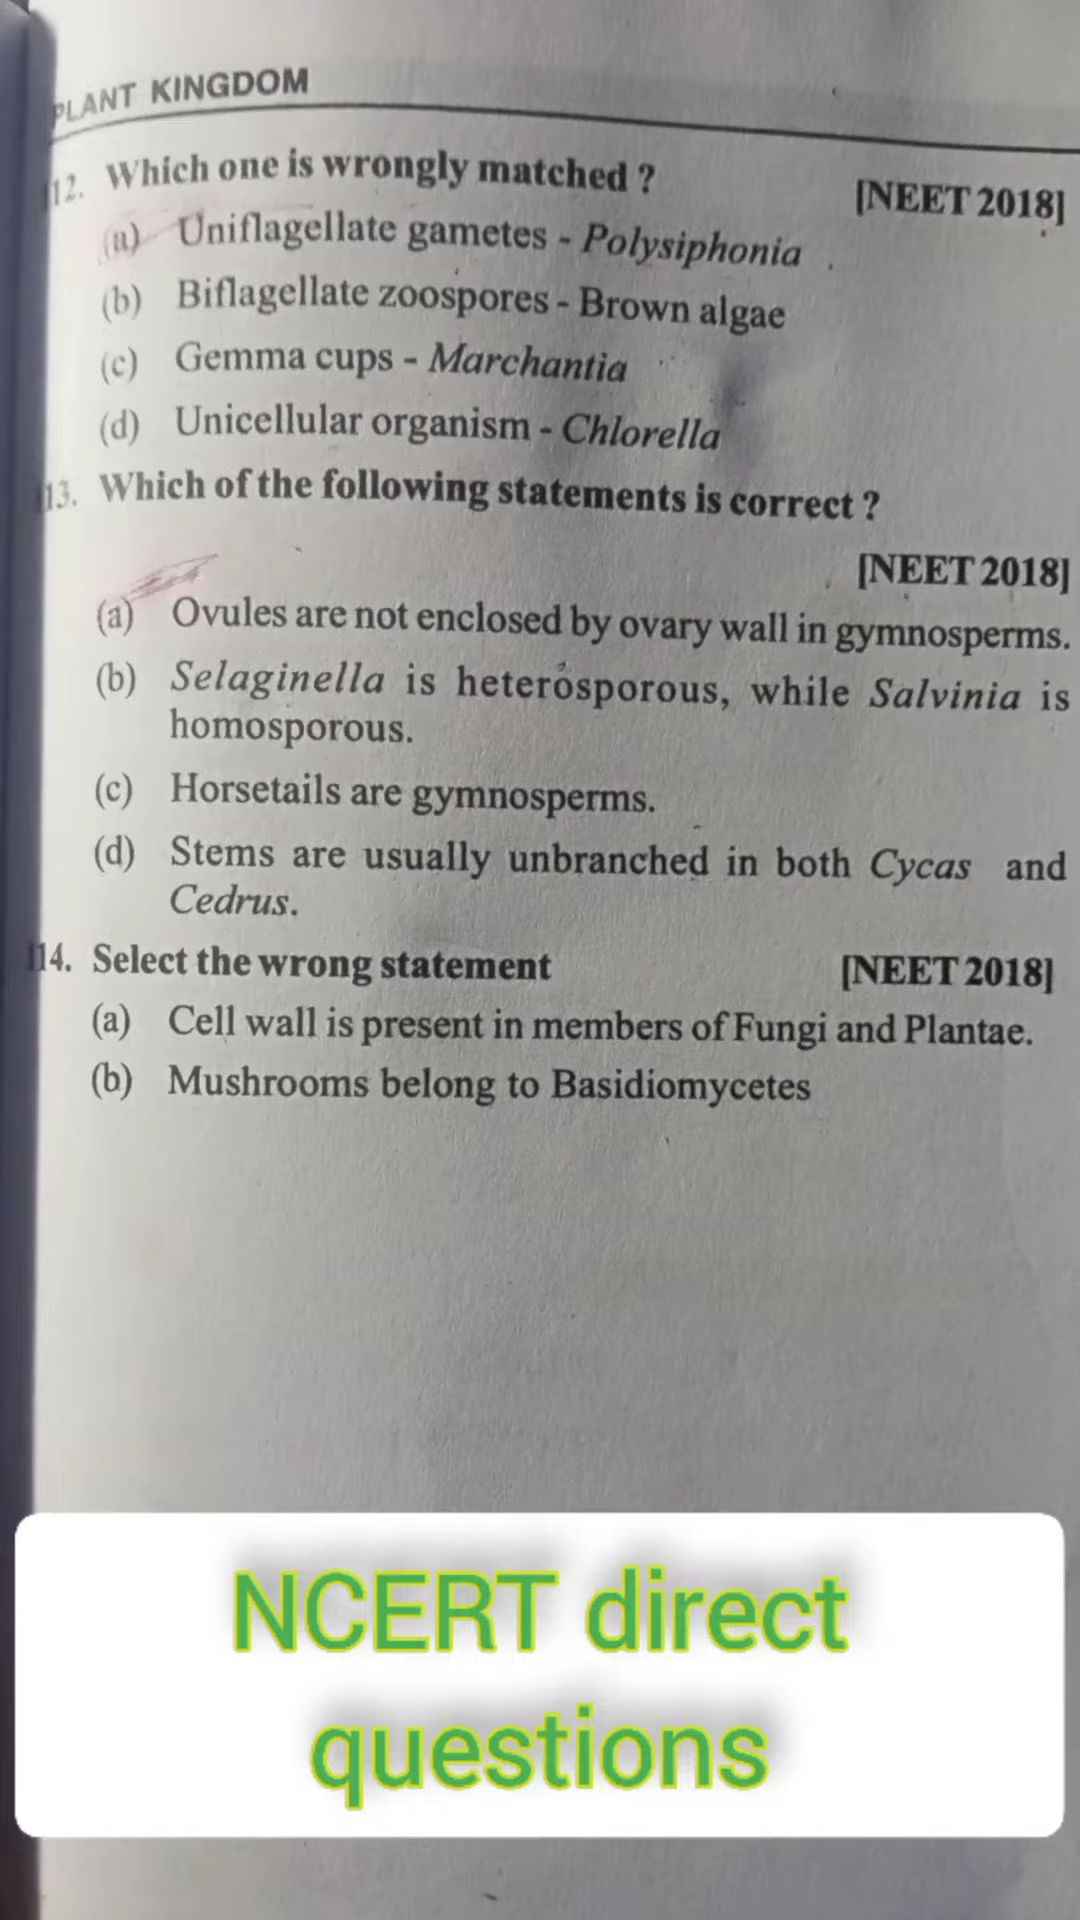 PLANT KINGDOM
112. Which one is wrongly matched ?
[NEET 2018]
(a) Uniflagellate gametes - Polysiphonia
(b) Biflagellate zoospores - Brown algae
(c) Gemma cups - Marchantia
(d) Unicellular organism - Chlorella
113. Which of the following statements is correct ?
[NEET 2018]
(a) Ovules are not enclosed by ovary wall in gymnosperms.
(b) Selaginella is heterosporous, while Salvinia is
homosporous.
(c) Horsetails are gymnosperms.
(d) Stems are usually unbranched in both Cycas and
Cedrus.
114. Select the wrong statement [NEET 2018]
(a) Cell wall is present in members of Fungi and Plantae.
(b) Mushrooms belong to Basidiomycetes
NCERT direct
questions